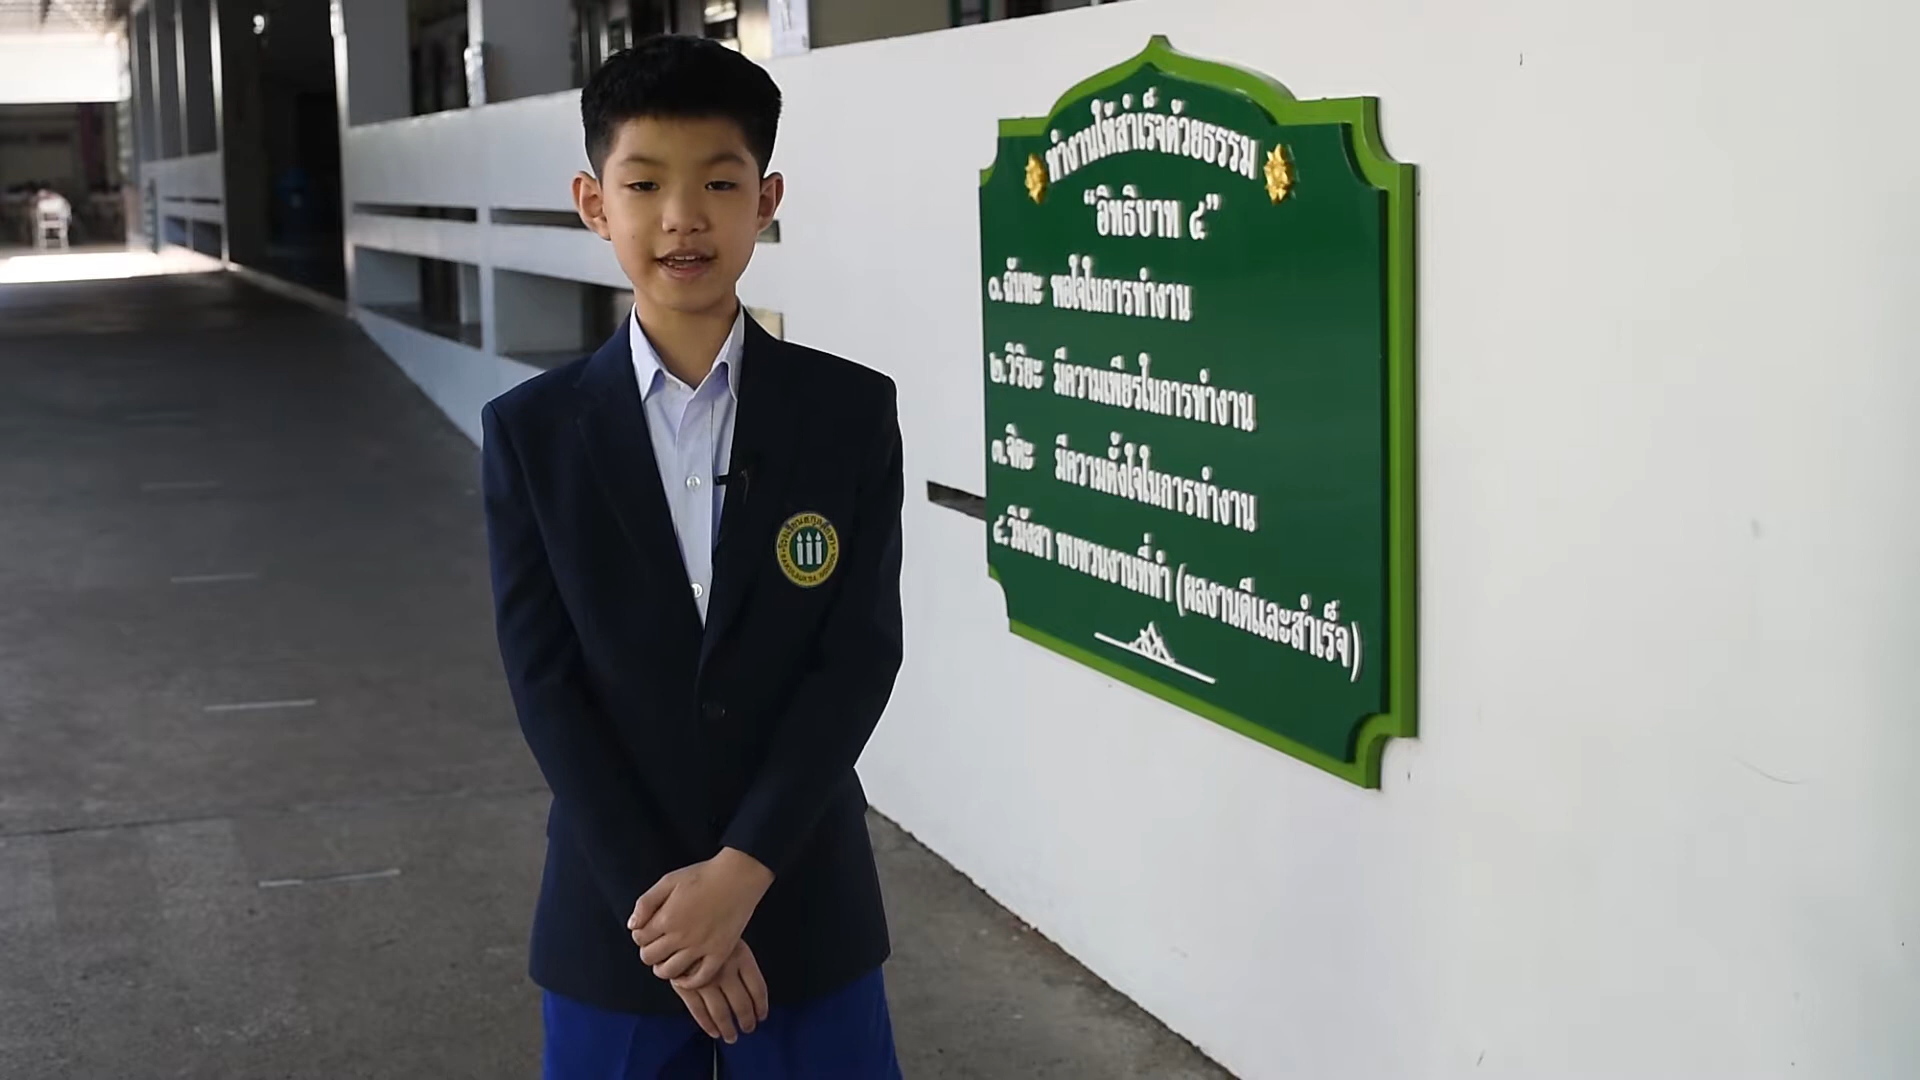 ทำงานให้สำเร็จด้วยธรรม
“อิทธิบาท ๔”
๑.ฉันทะ พอใจในการทำงาน
๒.วิริยะ มีความเพียรในการทำงาน
๓.จิตะ มีความตั้งใจในการทำงาน
๔.วิมังสา ทบทวนงานที่ทำ (ผลงานดีและสำเร็จ)